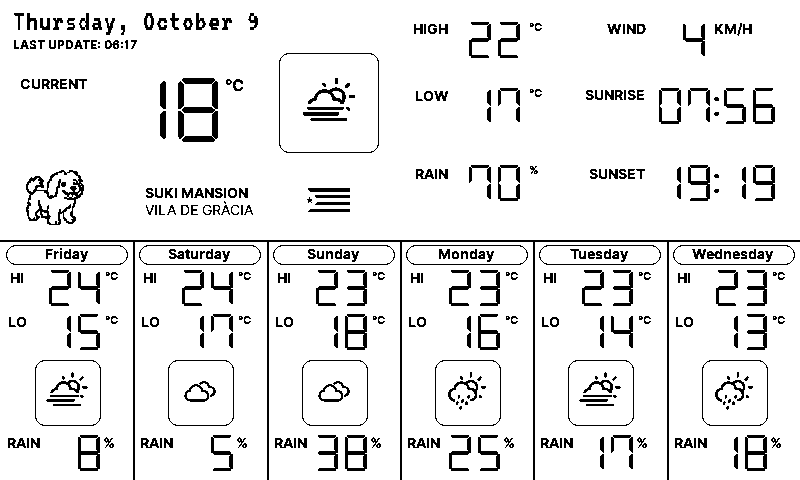 Thursday, October 9
LAST UPDATE: 06:17
CURRENT 18 °C
HIGH 22 °C
LOW 17 °C
RAIN 70 %
WIND 4 KM/H
SUNRISE 07:56
SUNSET 19:19
SUKI MANSION
VILA DE GRÀCIA
Friday
HI 24 °C
LO 15 °C
RAIN 8 %
Saturday
HI 24 °C
LO 17 °C
RAIN 5 %
Sunday
HI 23 °C
LO 18 °C
RAIN 38 %
Monday
HI 23 °C
LO 16 °C
RAIN 25 %
Tuesday
HI 23 °C
LO 14 °C
RAIN 17 %
Wednesday
HI 23 °C
LO 13 °C
RAIN 18 %